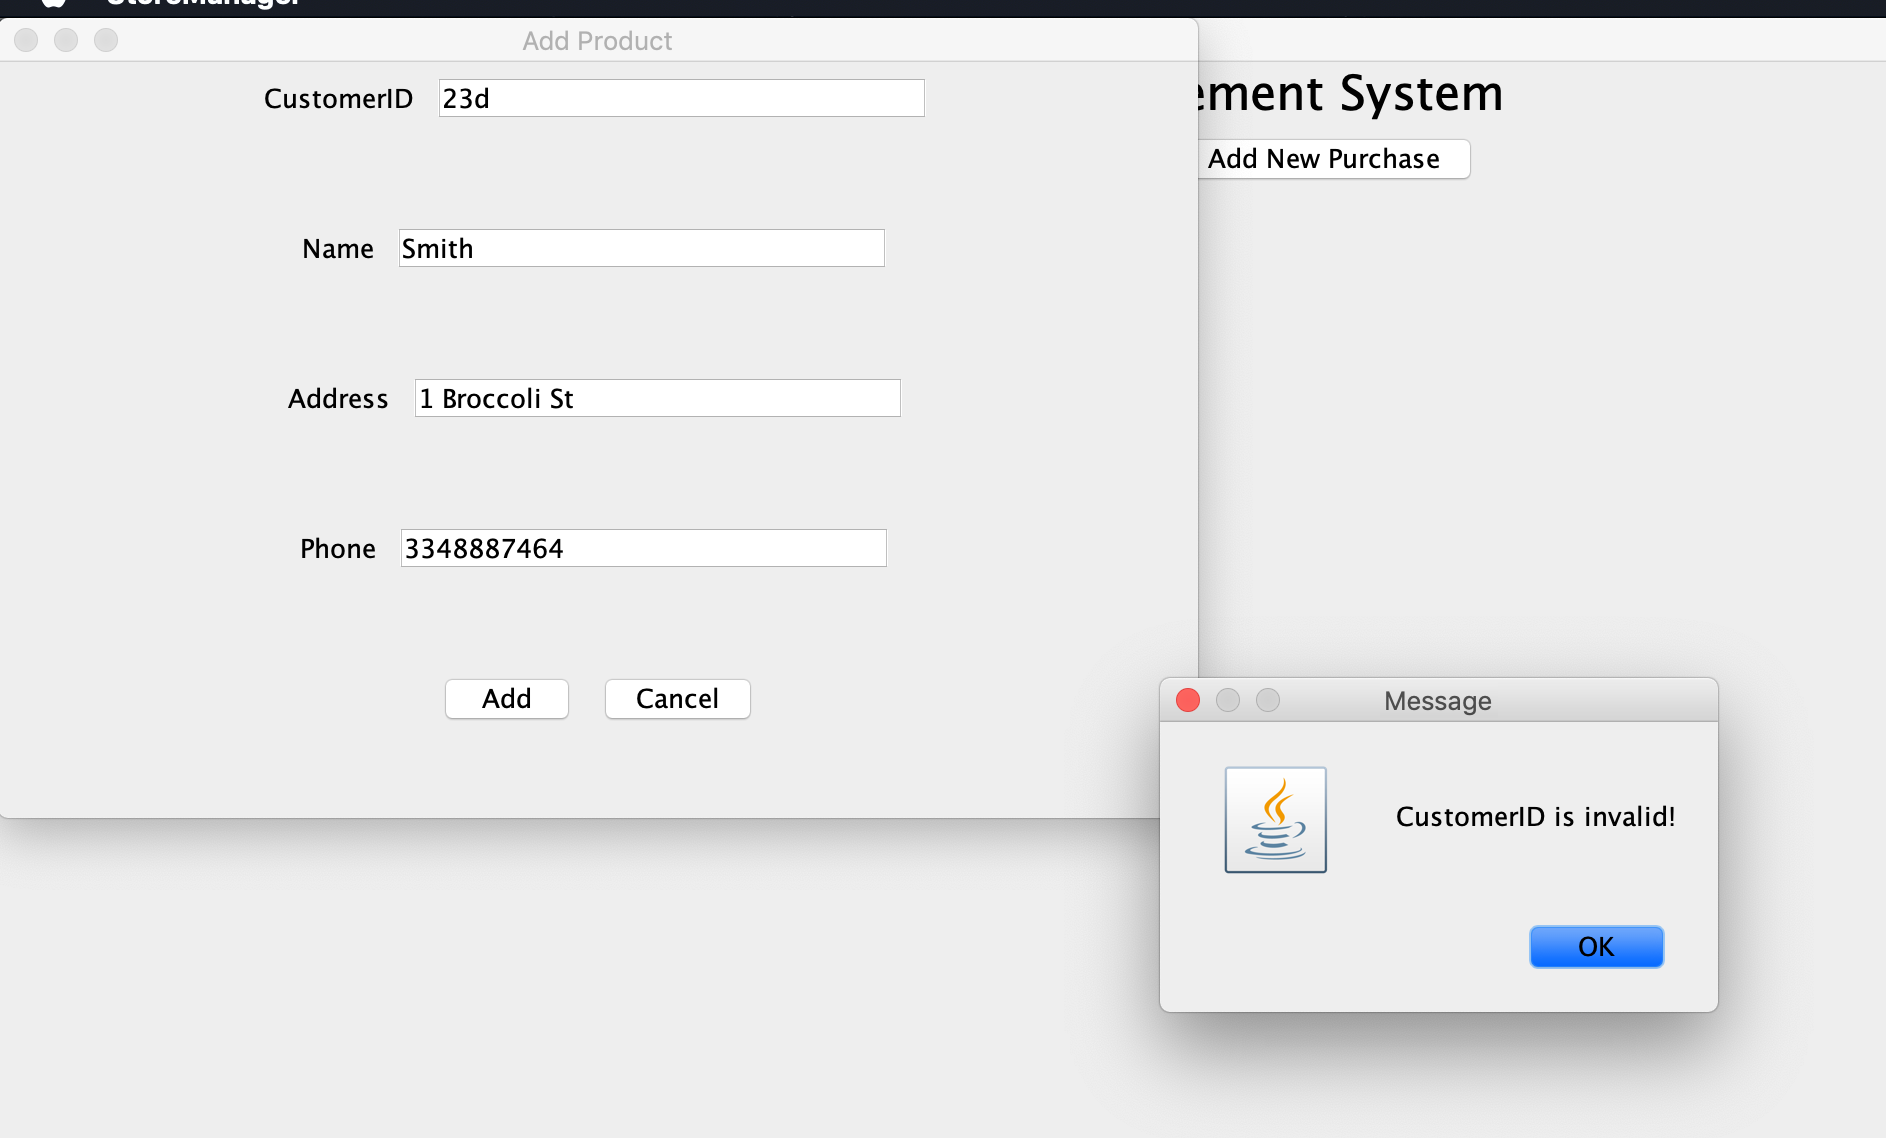 StoreManager
Add Product
CustomerID 23d
Name Smith
Address 1 Broccoli St
Phone 3348887464
Add Cancel
ement System
Add New Purchase
Message
CustomerID is invalid!
OK